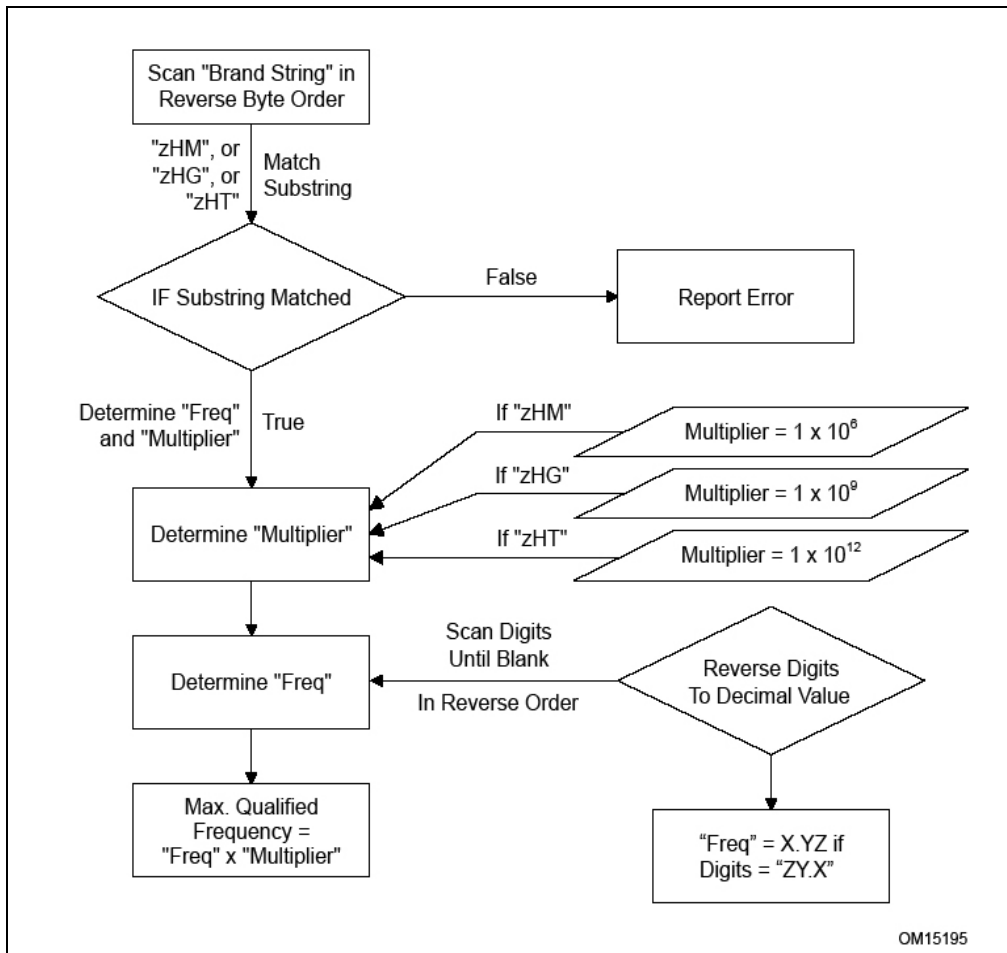 Scan "Brand String" in
Reverse Byte Order
"zHM", or
"zHG", or
"zHT"
Match
Substring
IF Substring Matched
False
Report Error
Determine "Freq"
and "Multiplier"
True
If "zHM"
Multiplier = 1 x 10⁶
If "zHG"
Multiplier = 1 x 10⁹
Determine "Multiplier"
If "zHT"
Multiplier = 1 x 10¹²
Scan Digits
Until Blank
In Reverse Order
Reverse Digits
To Decimal Value
Determine "Freq"
Max. Qualified
Frequency =
"Freq" x "Multiplier"
“Freq” = X.YZ if
Digits = “ZY.X”
OM15195